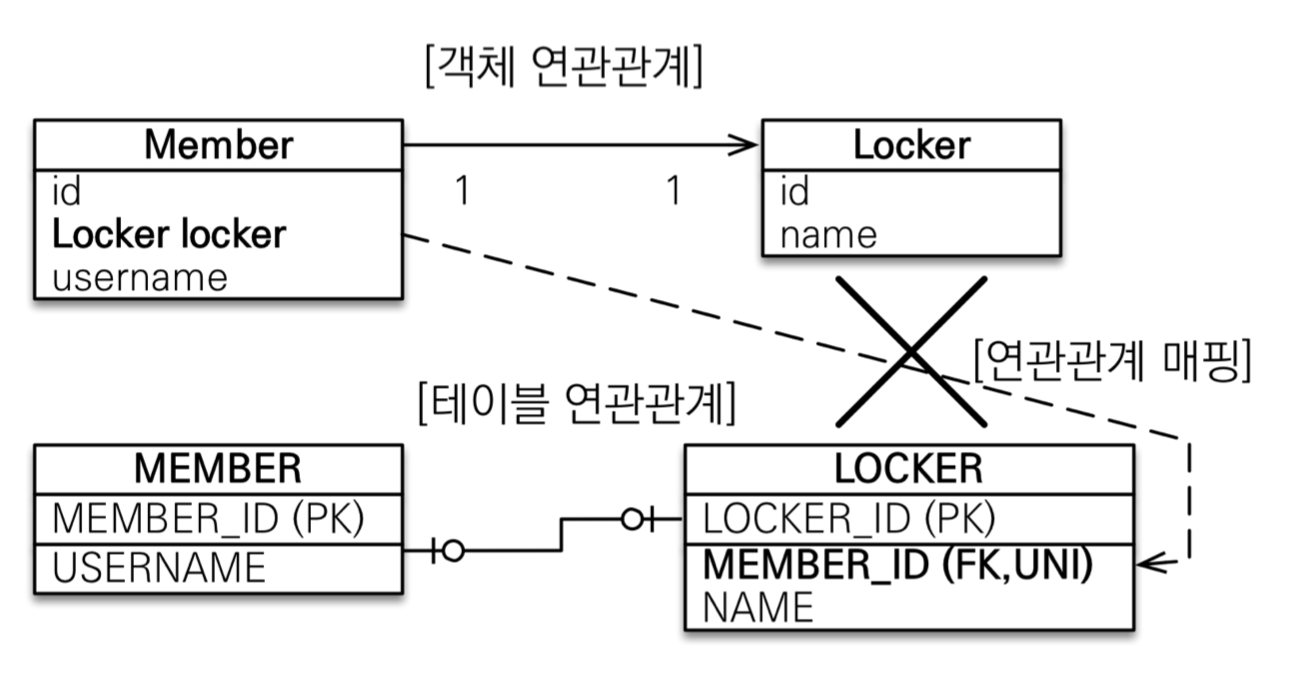 [객체 연관관계]
Member
id
Locker locker
username
1
1
Locker
id
name
[연관관계 매핑]
[테이블 연관관계]
MEMBER
MEMBER_ID (PK)
USERNAME
LOCKER
LOCKER_ID (PK)
MEMBER_ID (FK,UNI)
NAME